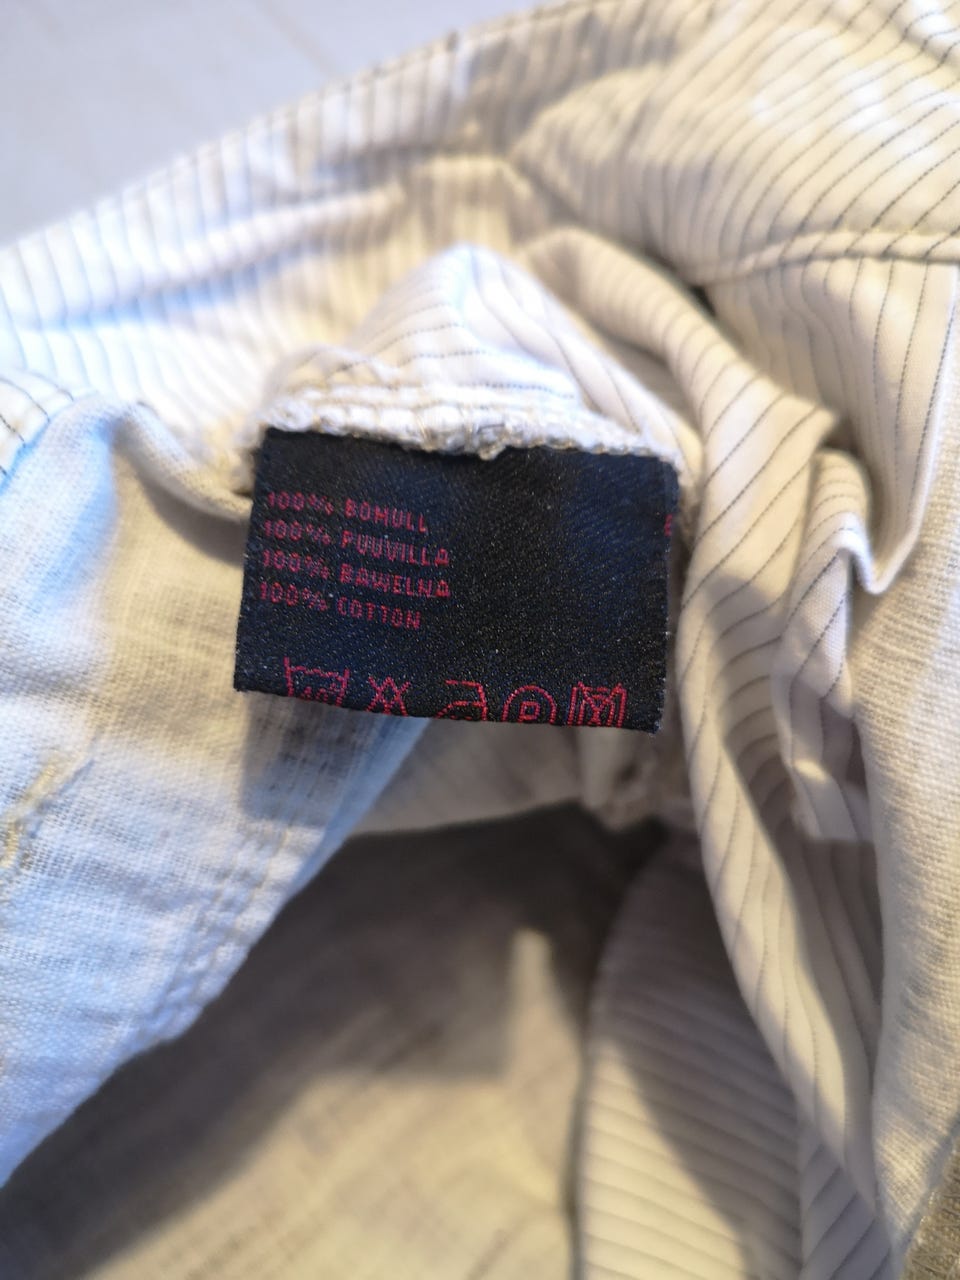 100% BOMULL
100% PUUVILLA
100% BAWELNA
100% COTTON
P